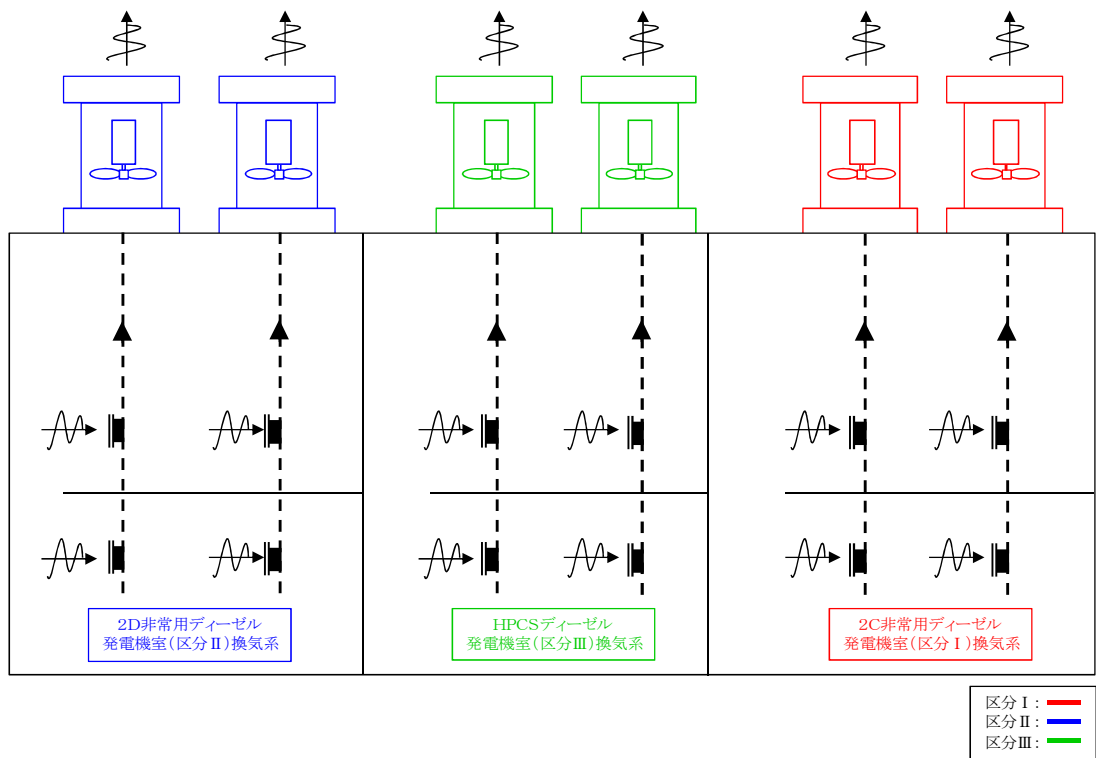 2D非常用ディーゼル
発電機室(区分Ⅱ)換気系
HPCSディーゼル
発電機室(区分Ⅲ)換気系
2C非常用ディーゼル
発電機室(区分Ⅰ)換気系
区分Ⅰ:
区分Ⅱ:
区分Ⅲ: